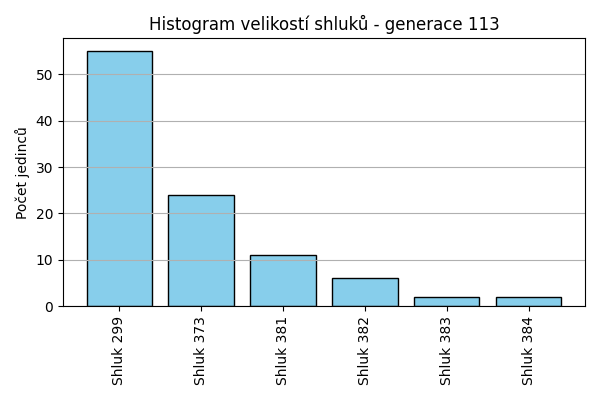 Histogram velikostí shluků - generace 113
Počet jedinců
50
40
30
20
10
0
Shluk 299
Shluk 373
Shluk 381
Shluk 382
Shluk 383
Shluk 384